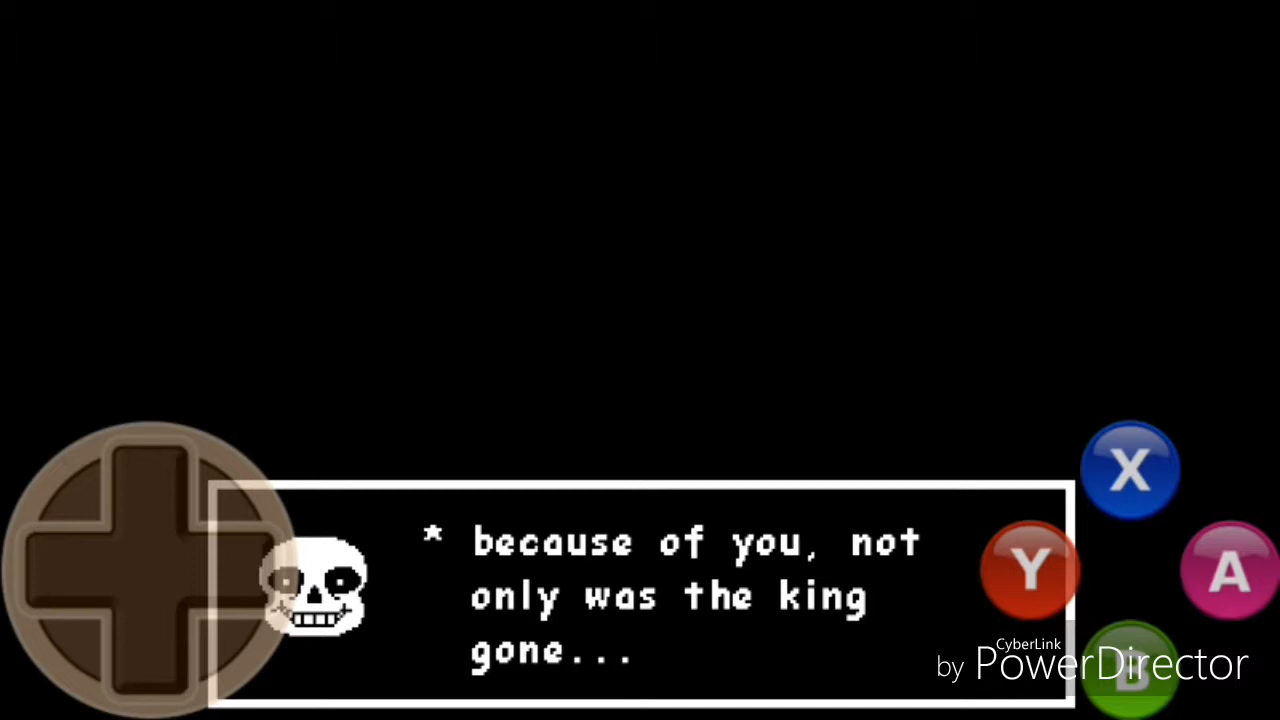 * because of you, not
only was the king
gone...
X
Y
A
B
CyberLink
by PowerDirector